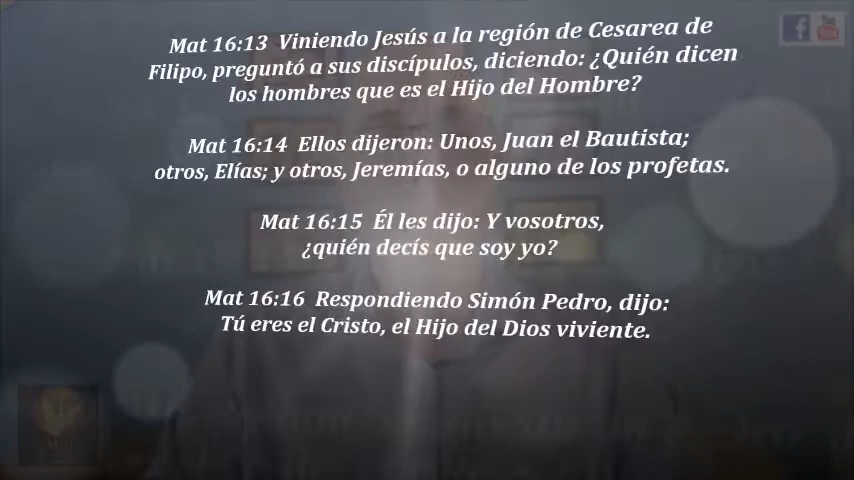 Mat 16:13 Viniendo Jesús a la región de Cesarea de
Filipo, preguntó a sus discípulos, diciendo: ¿Quién dicen
los hombres que es el Hijo del Hombre?
Mat 16:14 Ellos dijeron: Unos, Juan el Bautista;
otros, Elías; y otros, Jeremías, o alguno de los profetas.
Mat 16:15 Él les dijo: Y vosotros,
¿quién decís que soy yo?
Mat 16:16 Respondiendo Simón Pedro, dijo:
Tú eres el Cristo, el Hijo del Dios viviente.